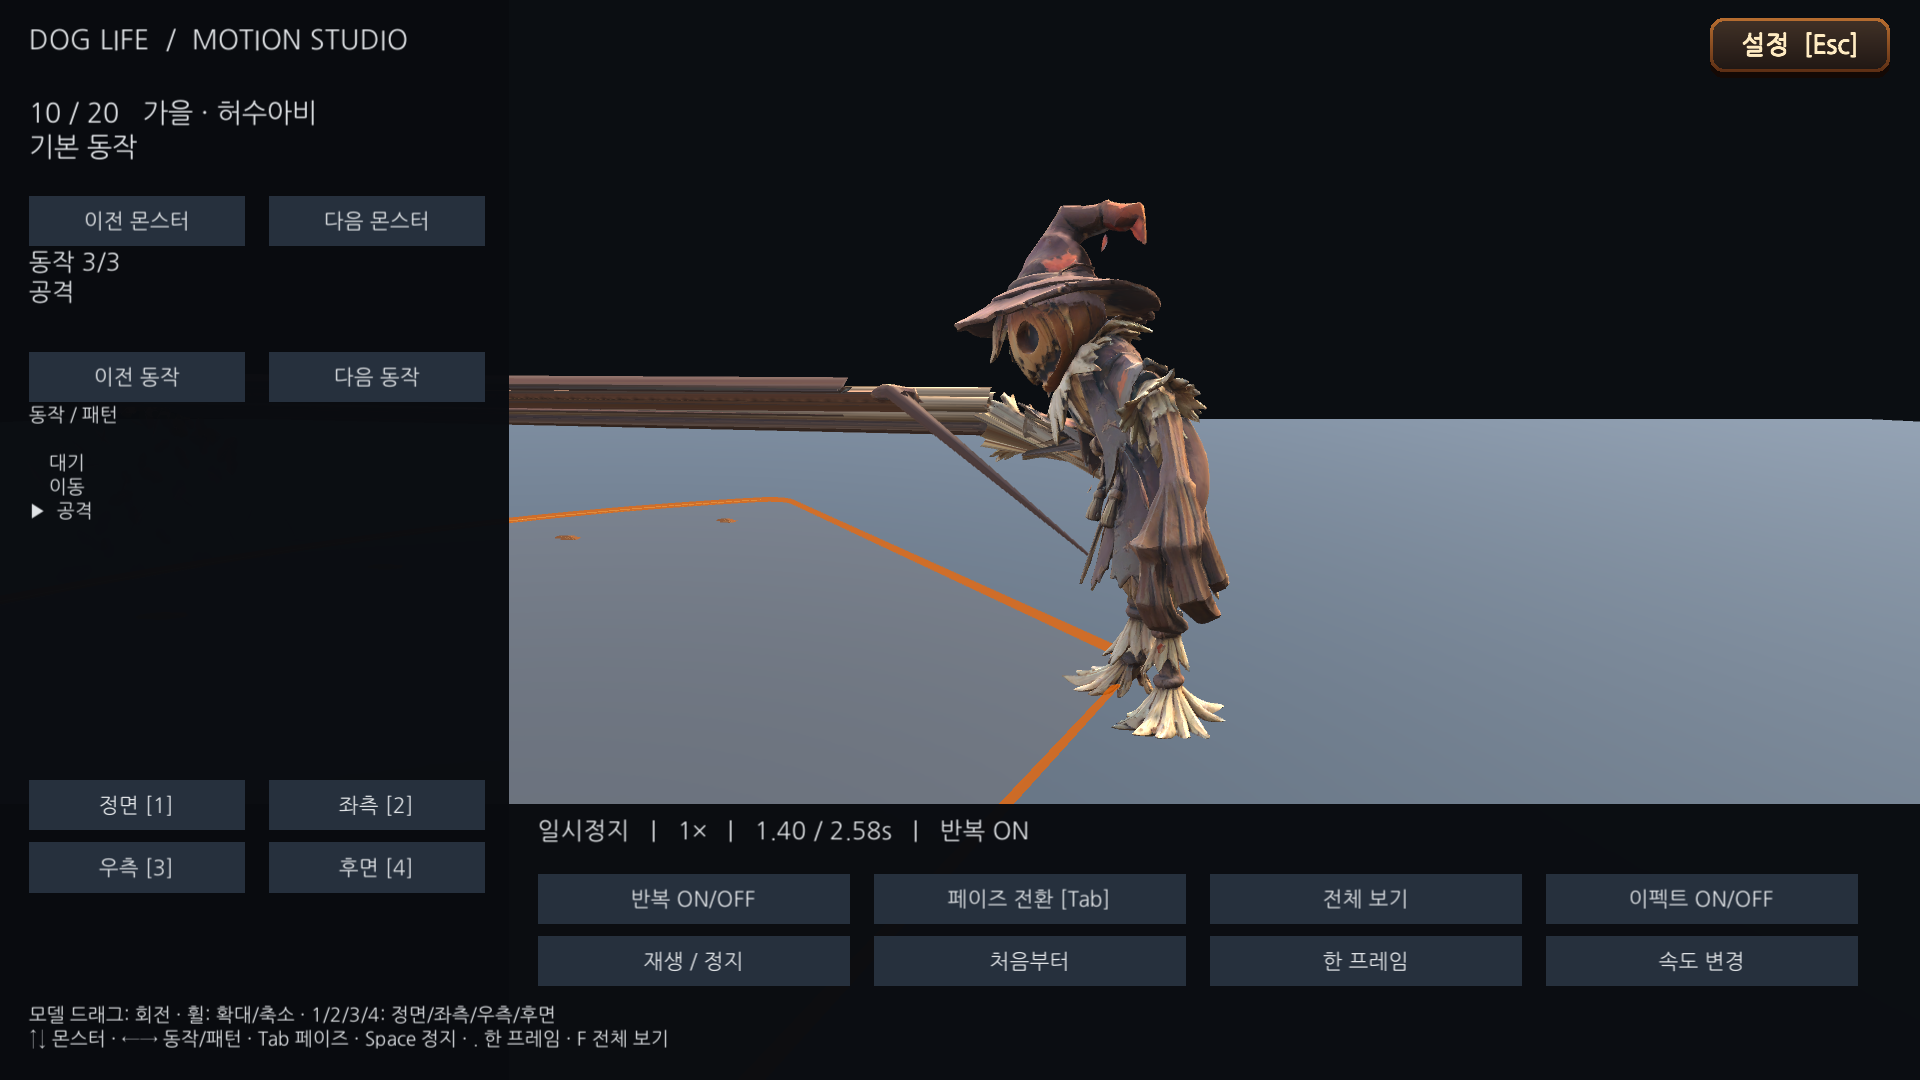 DOG LIFE / MOTION STUDIO
설정 [Esc]
10 / 20 가을 · 허수아비
기본 동작
이전 몬스터
다음 몬스터
동작 3/3
공격
이전 동작
다음 동작
동작 / 패턴
대기
이동
▶ 공격
정면 [1]
좌측 [2]
우측 [3]
후면 [4]
일시정지 | 1× | 1.40 / 2.58s | 반복 ON
반복 ON/OFF
페이즈 전환 [Tab]
전체 보기
이펙트 ON/OFF
재생 / 정지
처음부터
한 프레임
속도 변경
모델 드래그: 회전 · 휠: 확대/축소 · 1/2/3/4: 정면/좌측/우측/후면
↑↓ 몬스터 · ←→ 동작/패턴 · Tab 페이즈 · Space 정지 · . 한 프레임 · F 전체 보기